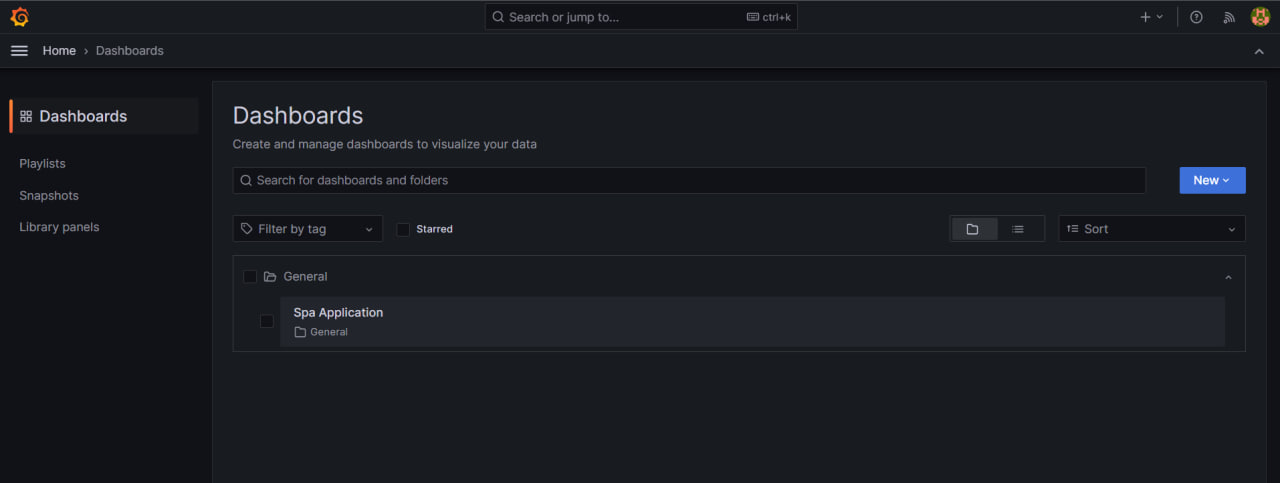 Search or jump to... ctrl+k
Home › Dashboards
Dashboards
Playlists
Snapshots
Library panels
Dashboards
Create and manage dashboards to visualize your data
Search for dashboards and folders
New
Filter by tag
Starred
Sort
General
Spa Application
General